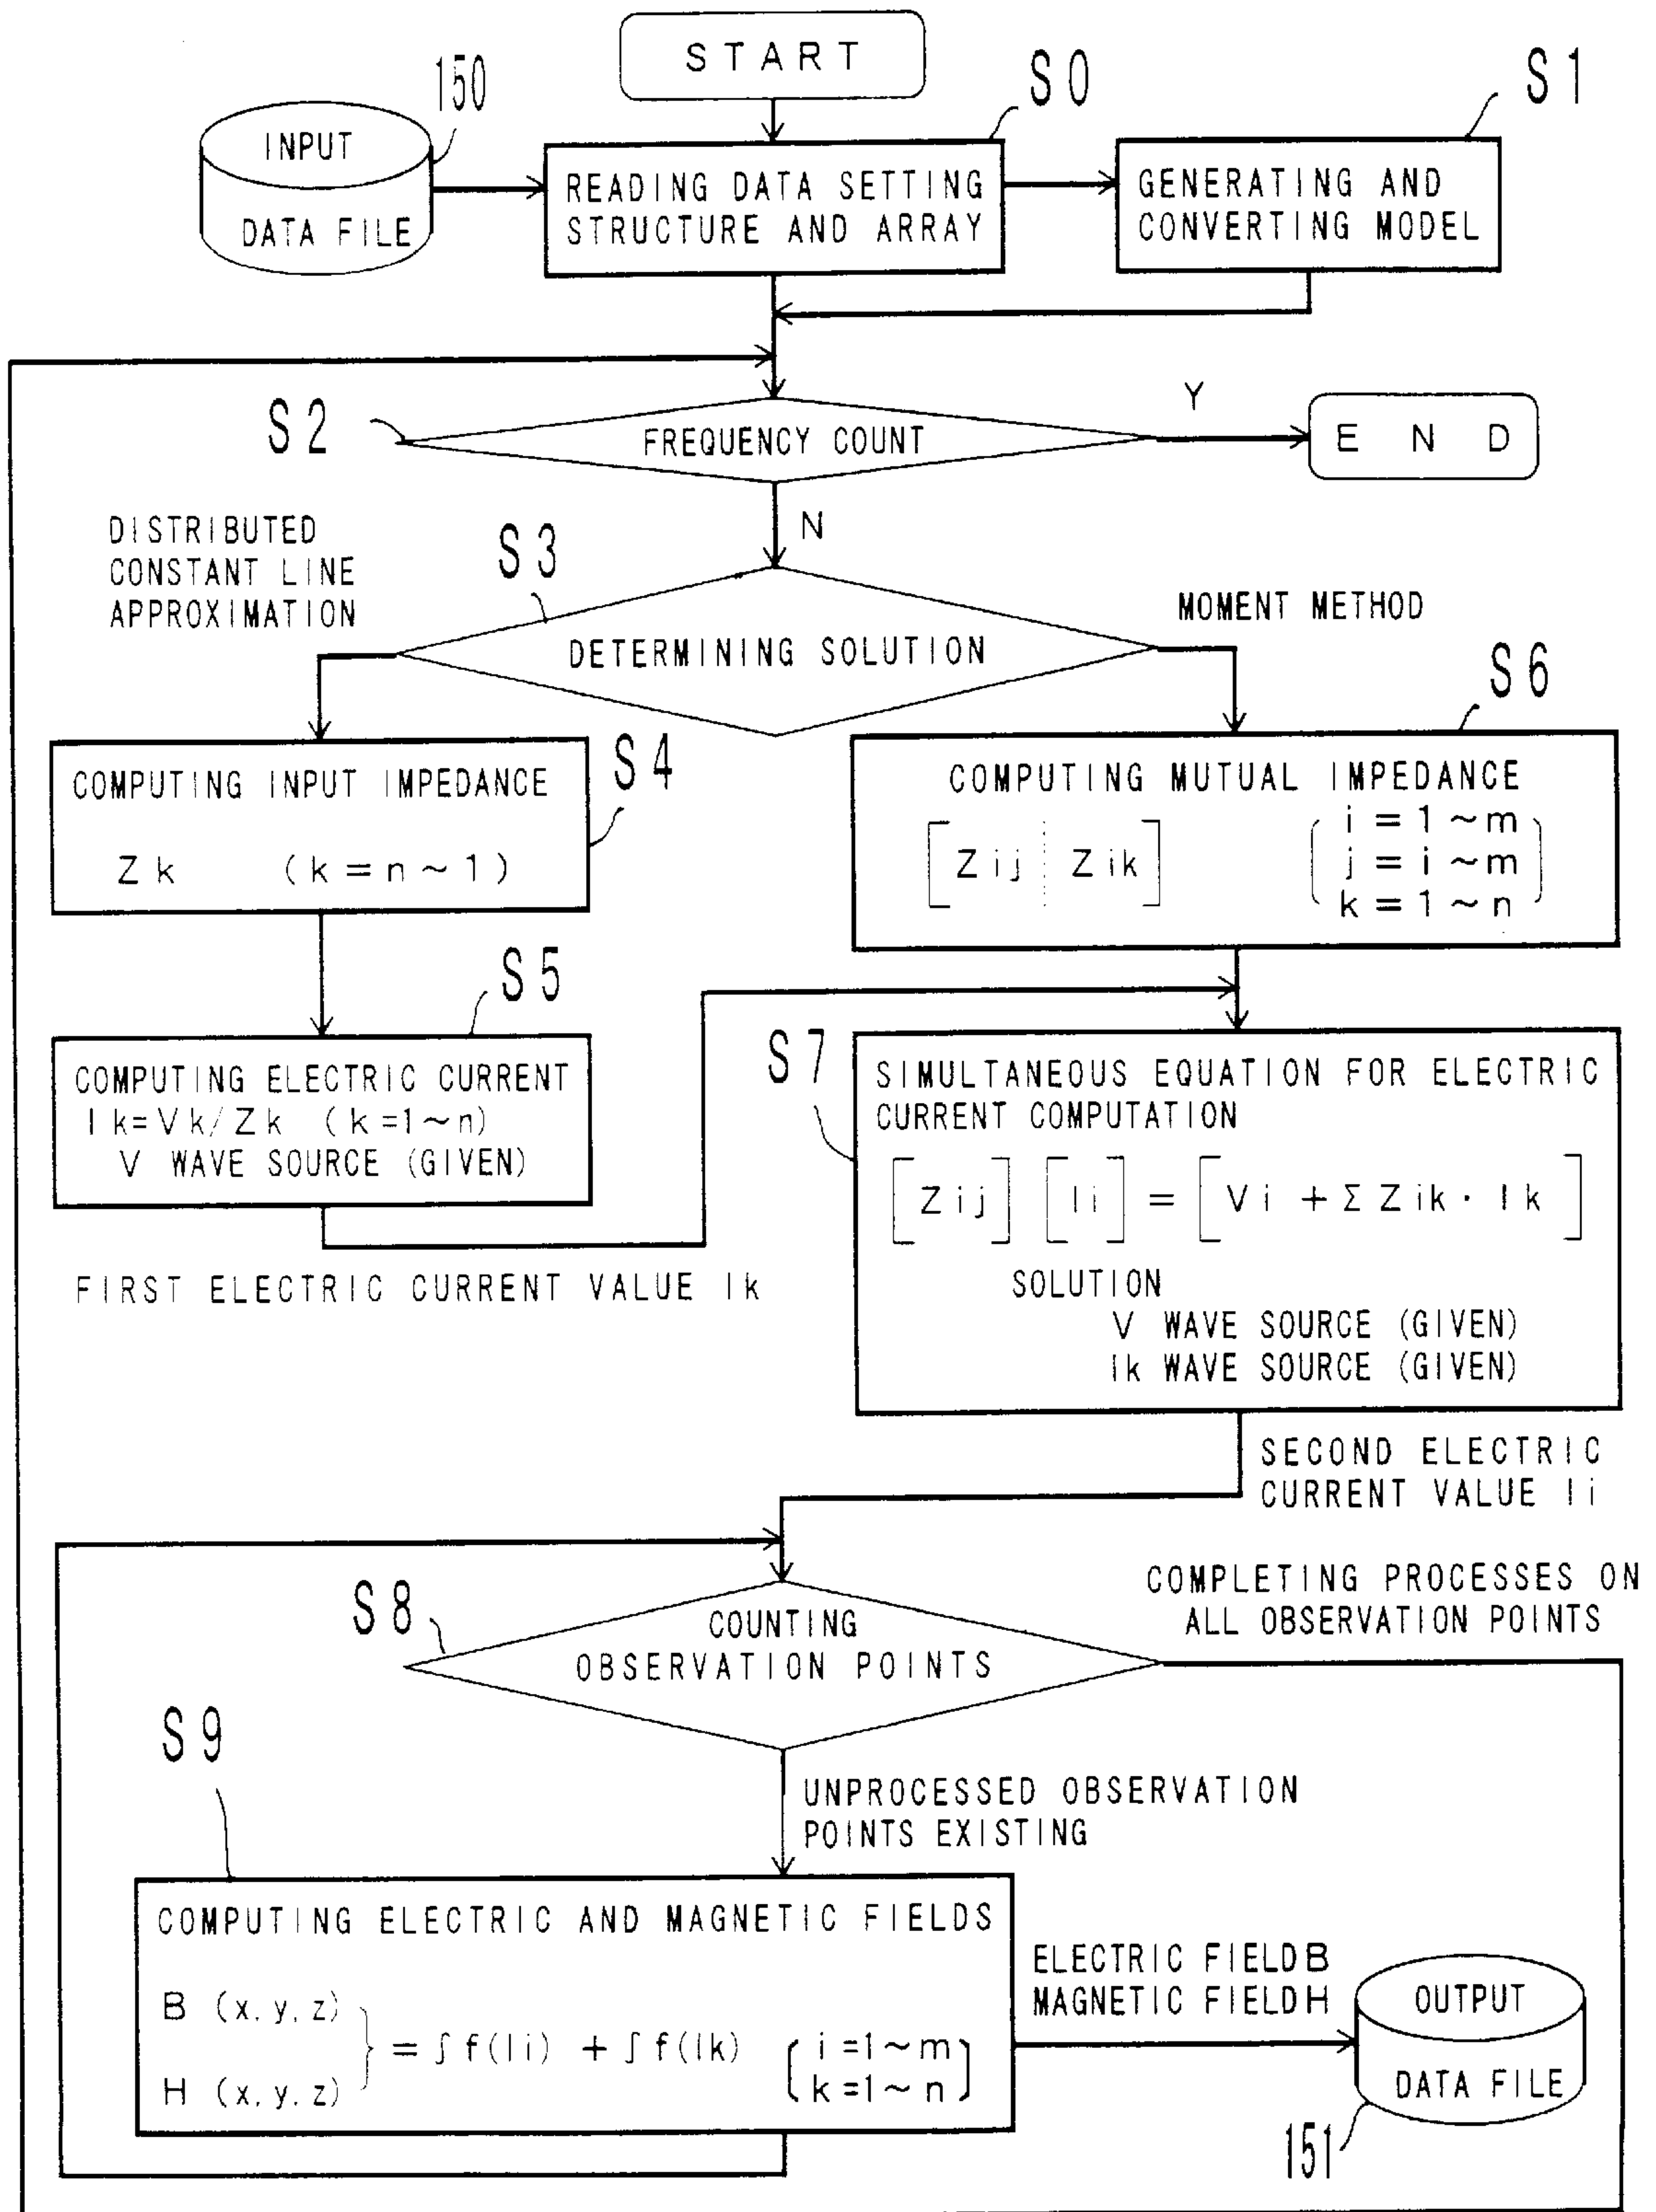 START
150
S0
S1
INPUT
DATA FILE
READING DATA SETTING
STRUCTURE AND ARRAY
GENERATING AND
CONVERTING MODEL
S2
FREQUENCY COUNT
Y
END
N
DISTRIBUTED
CONSTANT LINE
APPROXIMATION
S3
DETERMINING SOLUTION
MOMENT METHOD
S4
COMPUTING INPUT IMPEDANCE
Zk (k=n~1)
S6
COMPUTING MUTUAL IMPEDANCE
[Zij Zik]
i=1~m
j=i~m
k=1~n
S5
COMPUTING ELECTRIC CURRENT
Ik=Vk/Zk (k=1~n)
V WAVE SOURCE (GIVEN)
FIRST ELECTRIC CURRENT VALUE Ik
S7
SIMULTANEOUS EQUATION FOR ELECTRIC
CURRENT COMPUTATION
[Zij] [Ii] = [Vi + Σ Zik · Ik]
SOLUTION
V WAVE SOURCE (GIVEN)
Ik WAVE SOURCE (GIVEN)
SECOND ELECTRIC
CURRENT VALUE Ii
S8
COUNTING
OBSERVATION POINTS
COMPLETING PROCESSES ON
ALL OBSERVATION POINTS
UNPROCESSED OBSERVATION
POINTS EXISTING
S9
COMPUTING ELECTRIC AND MAGNETIC FIELDS
B (x, y, z)
H (x, y, z)
= ∫f(Ii) + ∫f(Ik)
i=1~m
k=1~n
ELECTRIC FIELDB
MAGNETIC FIELDH
OUTPUT
DATA FILE
151